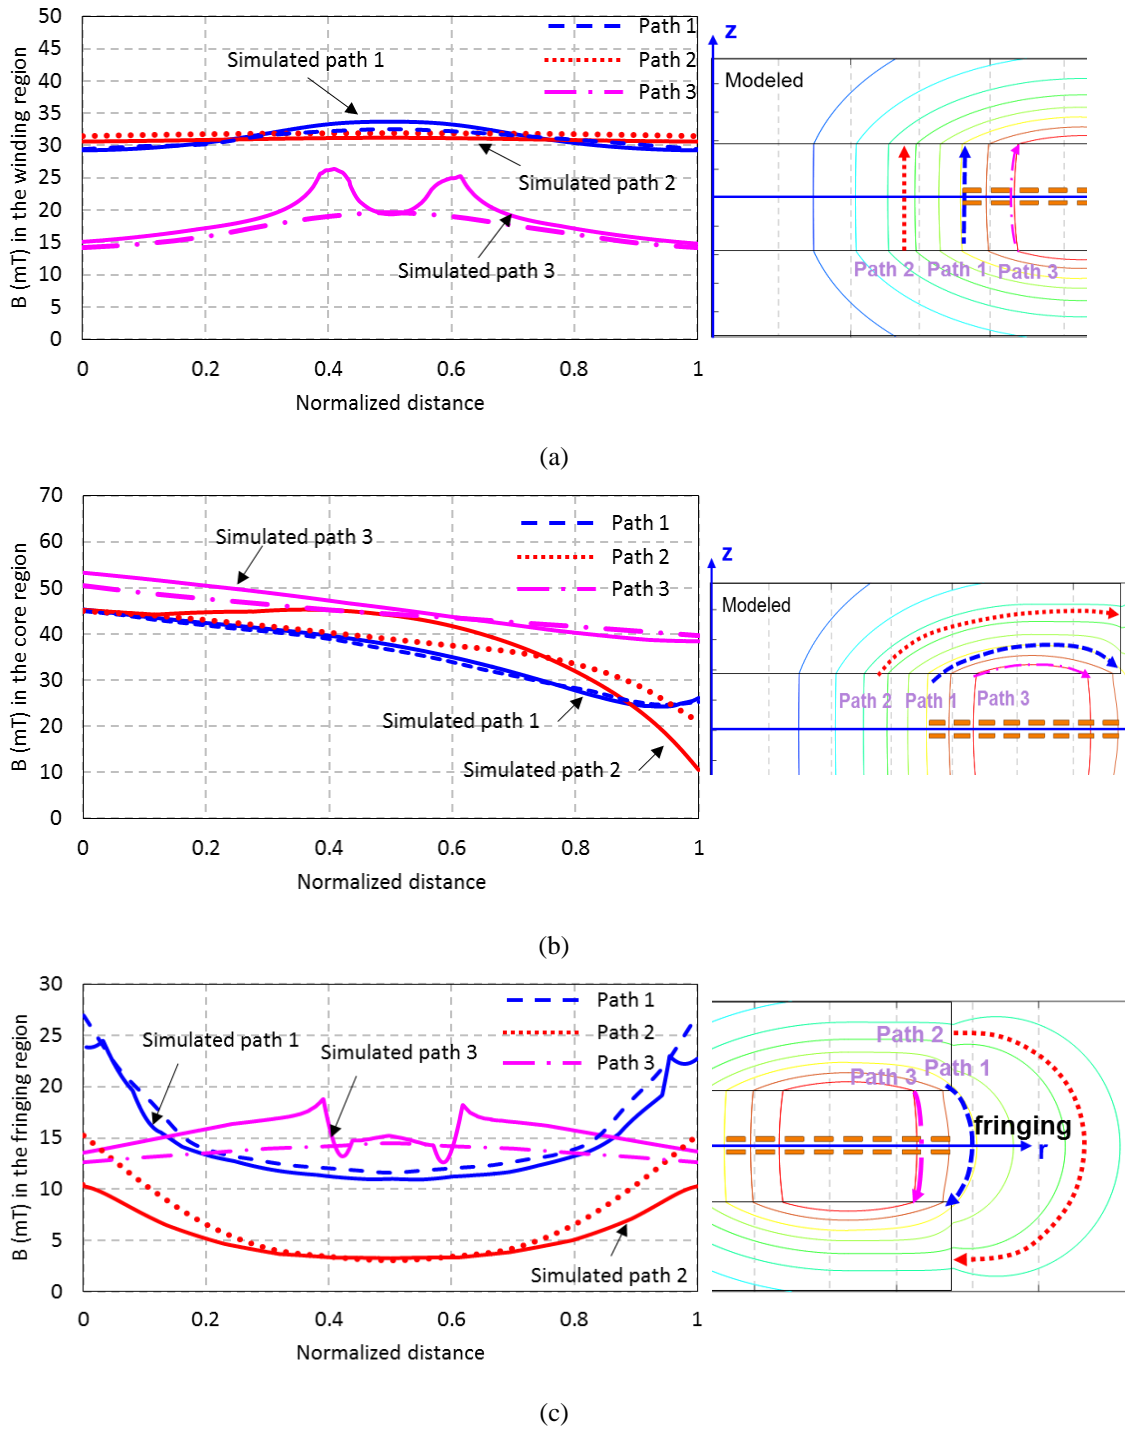 B (mT) in the winding region
50
45
40
35
30
25
20
15
10
5
0
0
0.2
0.4
0.6
0.8
1
Normalized distance
Path 1
Path 2
Path 3
Simulated path 1
Simulated path 2
Simulated path 3
z
Modeled
Path 2
Path 1
Path 3
(a)
B (mT) in the core region
70
60
50
40
30
20
10
0
0
0.2
0.4
0.6
0.8
1
Normalized distance
Path 1
Path 2
Path 3
Simulated path 3
Simulated path 1
Simulated path 2
z
Modeled
Path 2
Path 1
Path 3
(b)
B (mT) in the fringing region
30
25
20
15
10
5
0
0
0.2
0.4
0.6
0.8
1
Normalized distance
Path 1
Path 2
Path 3
Simulated path 1
Simulated path 3
Simulated path 2
Path 2
Path 1
Path 3
fringing
r
(c)